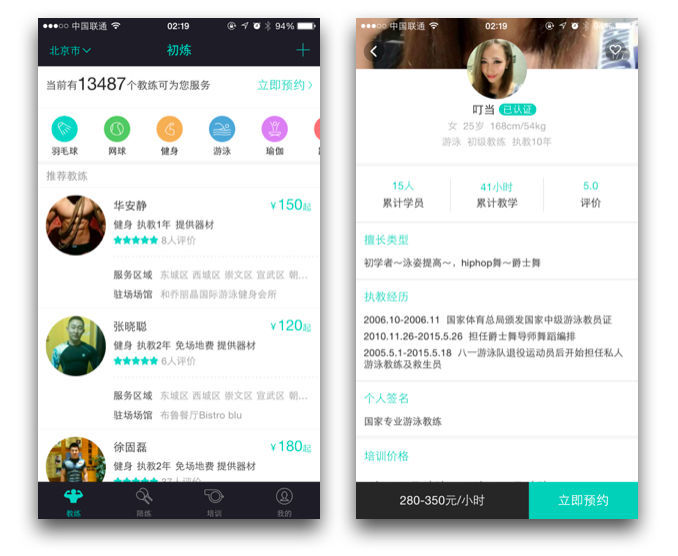 中国联通 02:19 94%
北京市 初炼
当前有13487个教练可为您服务 立即预约
羽毛球 网球 健身 游泳 瑜伽
推荐教练
华安静 ¥150起
健身 执教1年 提供器材
8人评价
服务区域 东城区 西城区 崇文区 宣武区 朝...
驻场场馆 和乔丽晶国际游泳健身会所
张晓聪 ¥120起
健身 执教2年 免场地费 提供器材
6人评价
服务区域 东城区 西城区 崇文区 宣武区 朝...
驻场场馆 布鲁餐厅Bistro blu
徐固磊 ¥180起
健身 执教2年 免场地费 提供器材
教练 陪练 培训 我的
中国联通 02:19 94%
叮当 已认证
女 25岁 168cm/54kg
游泳 初级教练 执教10年
15人 41小时 5.0
累计学员 累计教学 评价
擅长类型
初学者~泳姿提高~，hiphop舞~爵士舞
执教经历
2006.10-2006.11 国家体育总局颁发国家中级游泳教员证
2010.11.26-2015.5.26 担任爵士舞导师舞蹈编排
2005.5.1-2015.5.18 八一游泳队退役运动员后开始担任私人
游泳教练及救生员
个人签名
国家专业游泳教练
培训价格
280-350元/小时 立即预约